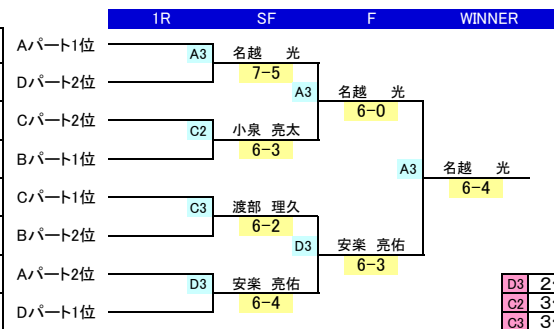 1R SF F WINNER
Aパート1位
A3 名越 光
7-5
Dパート2位
A3 名越 光
6-0
Cパート2位
C2 小泉 亮太
6-3
Bパート1位
A3 名越 光
6-4
Cパート1位
C3 渡部 理久
6-2
Bパート2位
D3 安楽 亮佑
6-3
Aパート2位
D3 安楽 亮佑
6-4
Dパート1位
D3 2
C2 3
C3 3